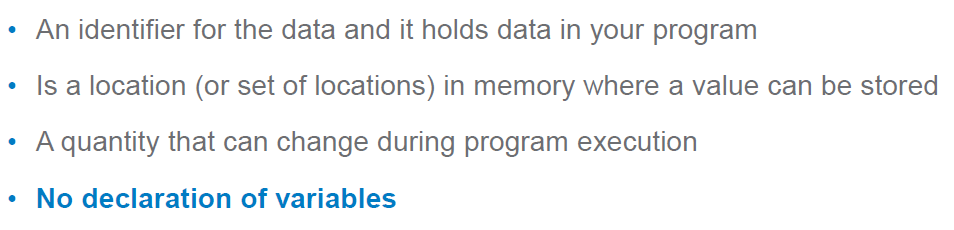 • An identifier for the data and it holds data in your program
• Is a location (or set of locations) in memory where a value can be stored
• A quantity that can change during program execution
• No declaration of variables